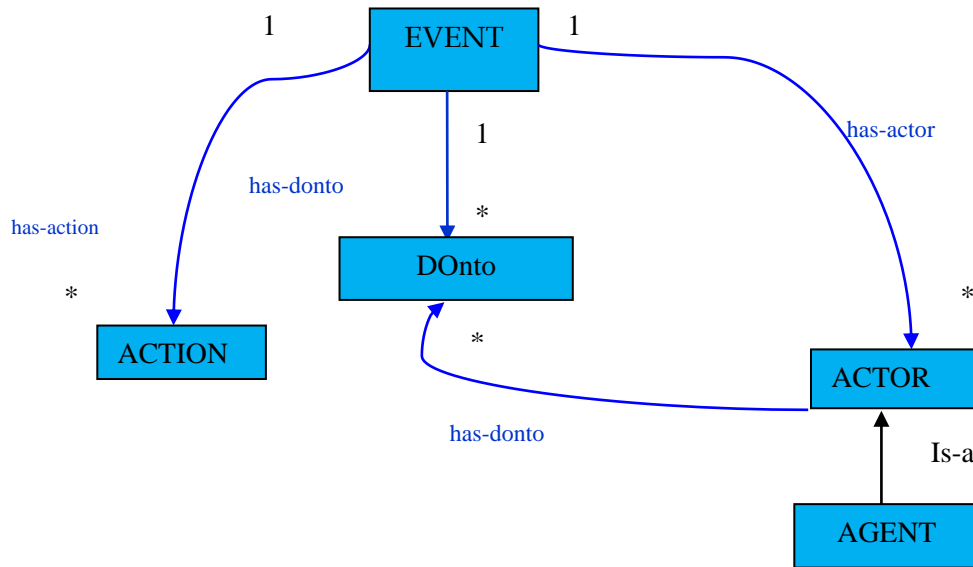 1
EVENT
1
has-actor
1
has-donto
has-action
*
DOnto
*
*
*
ACTION
ACTOR
has-donto
Is-a
AGENT